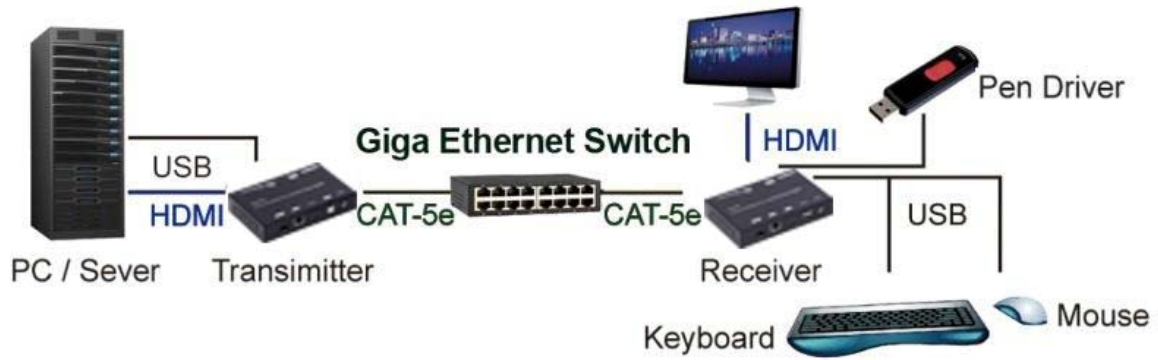 Pen Driver
Giga Ethernet Switch
HDMI
USB
HDMI
CAT-5e
CAT-5e
USB
PC / Sever
Transimitter
Receiver
Keyboard
Mouse